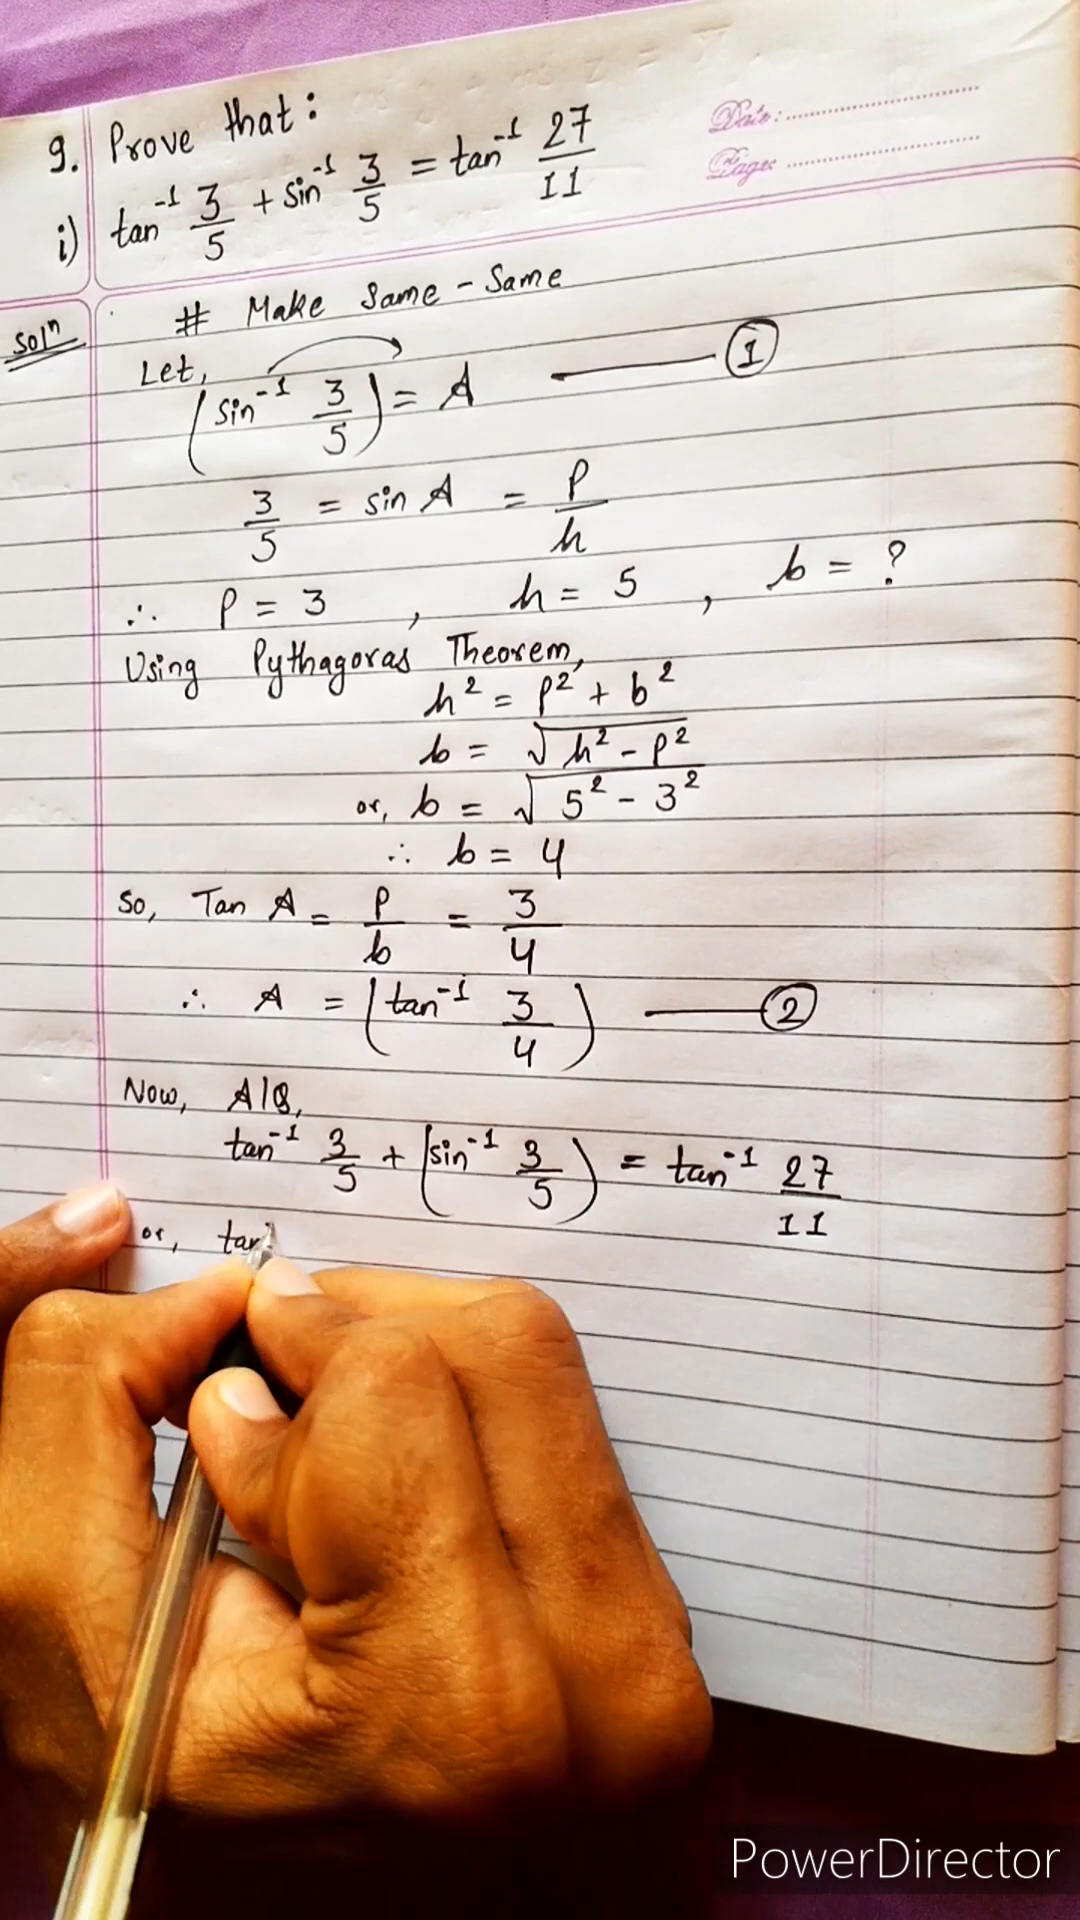 9. Prove that:
Date:
Page:
i) tan⁻¹ 3/5 + sin⁻¹ 3/5 = tan⁻¹ 27/11
Solⁿ
# Make Same - Same
Let,
(sin⁻¹ 3/5) = A ——— ①
3/5 = sin A = P/h
∴ P = 3 , h = 5 , b = ?
Using Pythagoras Theorem,
h² = P² + b²
b = √h² - P²
or, b = √5² - 3²
∴ b = 4
So, Tan A = P/b = 3/4
∴ A = (tan⁻¹ 3/4) ——— ②
Now, A/Q,
tan⁻¹ 3/5 + (sin⁻¹ 3/5) = tan⁻¹ 27/11
or, tan
PowerDirector